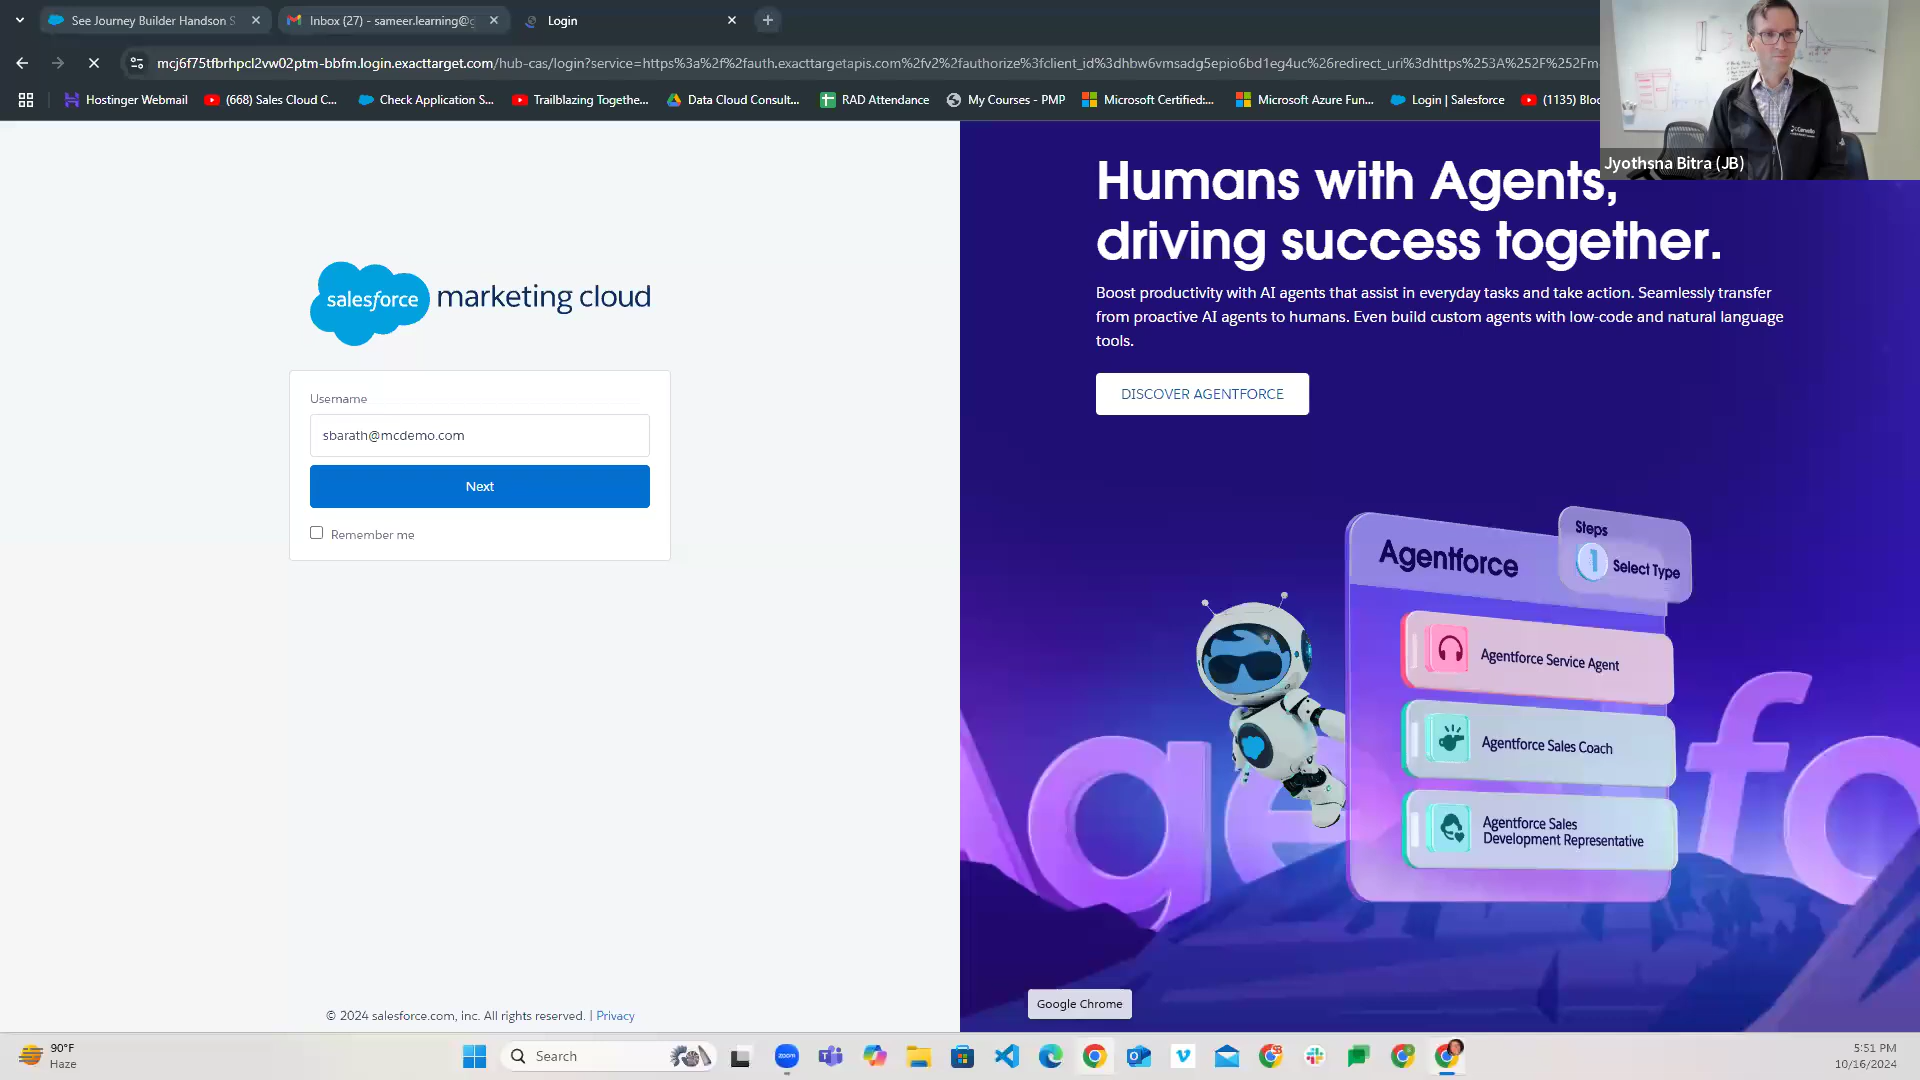 See Journey Builder Handson S
Inbox (27) - sameer.learning@g
Login
mcj6f75tfbrhpcl2vw02ptm-bbfm.login.exacttarget.com/hub-cas/login?service=https%3a%2f%2fauth.exacttargetapis.com%2fv2%2fauthorize%3fclient_id%3dhbw6vmsadg5epio6bd1eg4uc%26redirect_uri%3dhttps%253A%252F%252Fm
Hostinger Webmail
(668) Sales Cloud C...
Check Application S...
Trailblazing Togethe...
Data Cloud Consult...
RAD Attendance
My Courses - PMP
Microsoft Certified:...
Microsoft Azure Fun...
Login | Salesforce
(1135) Bloc
Jyothsna Bitra (JB)
salesforce marketing cloud
Username
sbarath@mcdemo.com
Next
Remember me
© 2024 salesforce.com, inc. All rights reserved. | Privacy
Humans with Agents,
driving success together.
Boost productivity with AI agents that assist in everyday tasks and take action. Seamlessly transfer
from proactive AI agents to humans. Even build custom agents with low-code and natural language
tools.
DISCOVER AGENTFORCE
Steps
1 Select Type
Agentforce
Agentforce Service Agent
Agentforce Sales Coach
Agentforce Sales
Development Representative
Google Chrome
90°F
Haze
Search
zoom
5:51 PM
10/16/2024